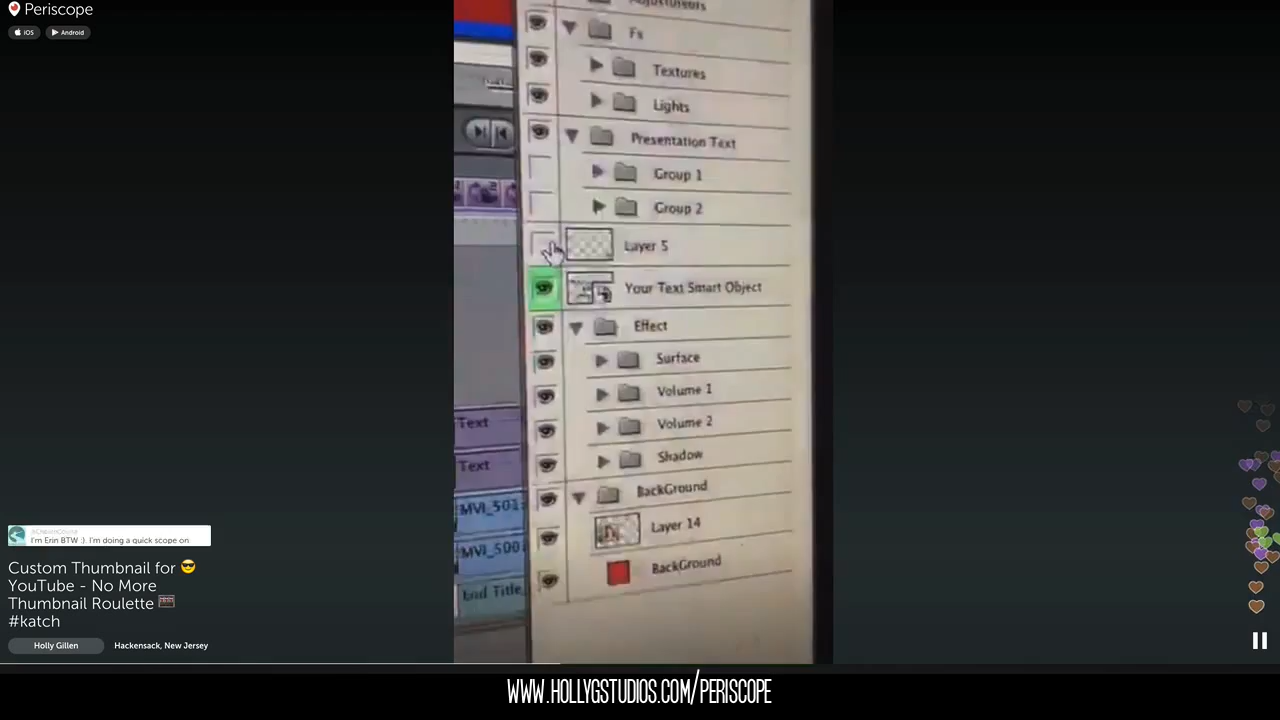 Periscope
iOS
Android
Adjustments
Fx
Textures
Lights
Presentation Text
Group 1
Group 2
Layer 5
Your Text Smart Object
Effect
Surface
Volume 1
Volume 2
Shadow
BackGround
Layer 14
BackGround
Text
Text
MVI_501
MVI_500
End Title
I'm Erin BTW :). I'm doing a quick scope on
Custom Thumbnail for 😎
YouTube - No More
Thumbnail Roulette
#katch
Holly Gillen
Hackensack, New Jersey
WWW.HOLLYGSTUDIOS.COM/PERISCOPE